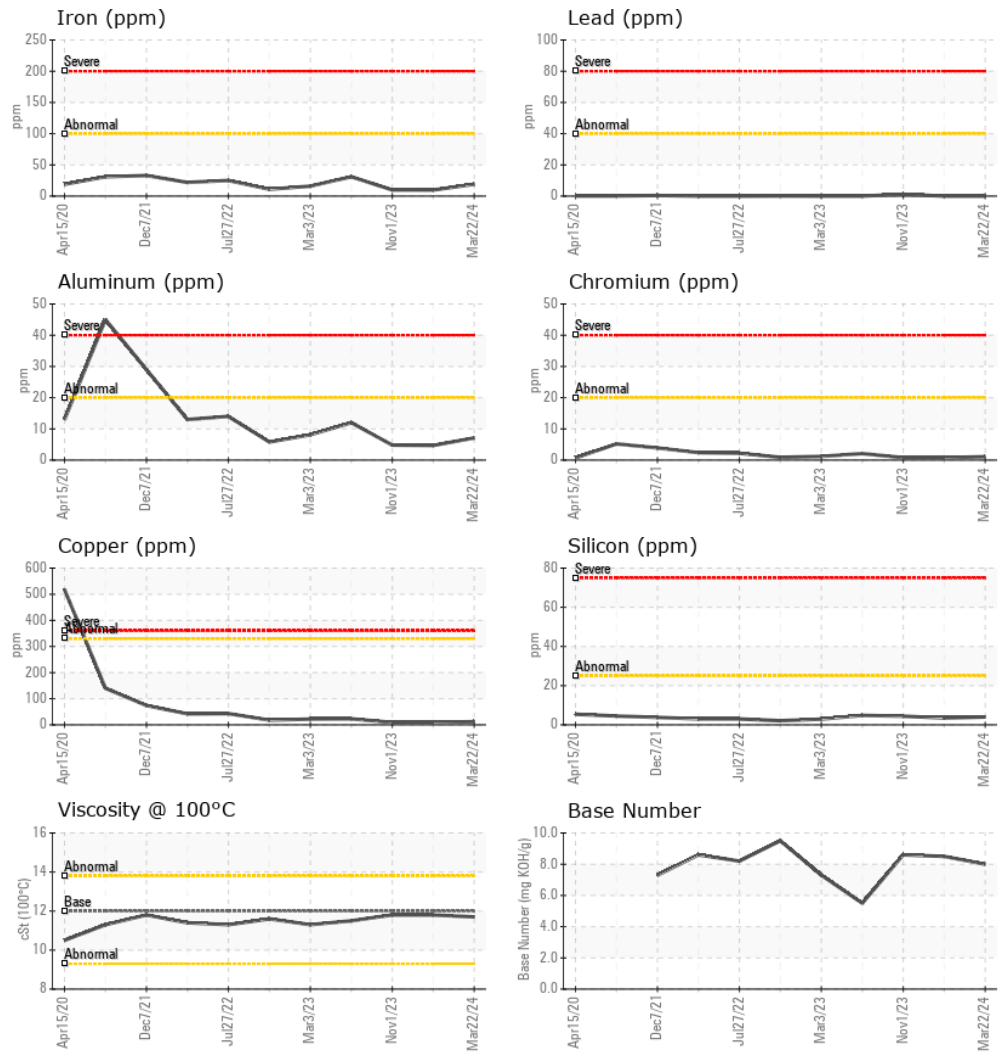 Iron (ppm)
250
200
150
100
50
0
ppm
Severe
Abnormal
Apr15/20
Dec7/21
Jul27/22
Mar3/23
Nov1/23
Mar22/24
Lead (ppm)
100
80
60
40
20
0
ppm
Severe
Abnormal
Apr15/20
Dec7/21
Jul27/22
Mar3/23
Nov1/23
Mar22/24
Aluminum (ppm)
50
40
30
20
10
0
ppm
Severe
Abnormal
Apr15/20
Dec7/21
Jul27/22
Mar3/23
Nov1/23
Mar22/24
Chromium (ppm)
50
40
30
20
10
0
ppm
Severe
Abnormal
Apr15/20
Dec7/21
Jul27/22
Mar3/23
Nov1/23
Mar22/24
Copper (ppm)
600
500
400
300
200
100
0
ppm
Severe
Abnormal
Apr15/20
Dec7/21
Jul27/22
Mar3/23
Nov1/23
Mar22/24
Silicon (ppm)
80
60
40
20
0
ppm
Severe
Abnormal
Apr15/20
Dec7/21
Jul27/22
Mar3/23
Nov1/23
Mar22/24
Viscosity @ 100°C
16
14
12
10
8
cSt (100°C)
Abnormal
Base
Abnormal
Apr15/20
Dec7/21
Jul27/22
Mar3/23
Nov1/23
Mar22/24
Base Number
10.0
8.0
6.0
4.0
2.0
0.0
Base Number (mg KOH/g)
Apr15/20
Dec7/21
Jul27/22
Mar3/23
Nov1/23
Mar22/24